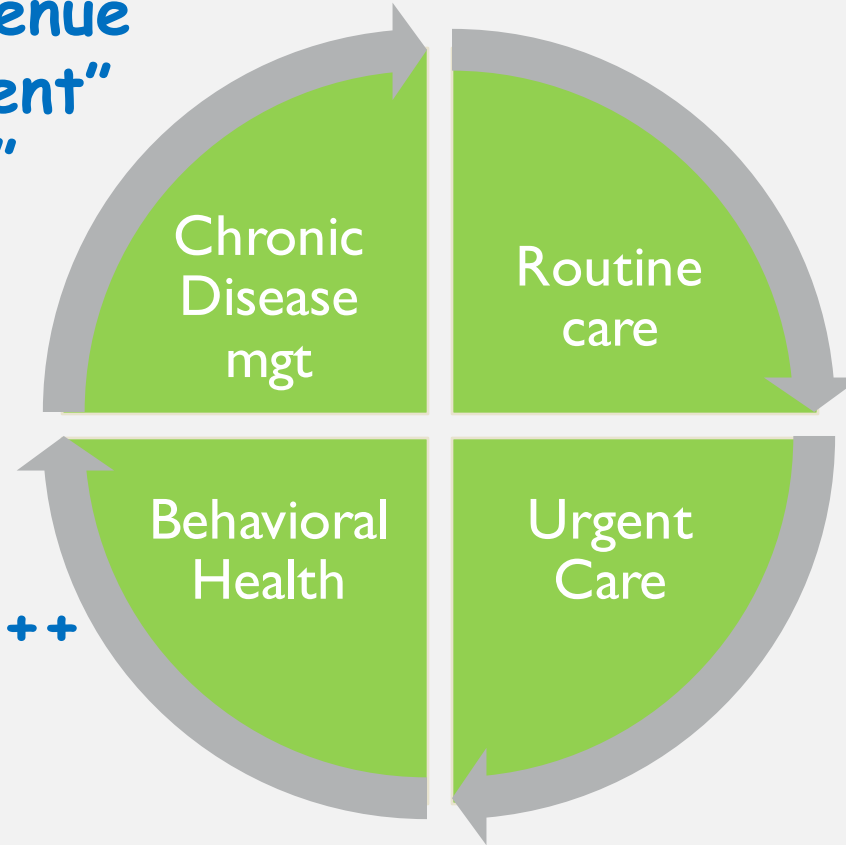 enue
ent”
”
Chronic
Disease
mgt
Routine
care
Behavioral
Health
Urgent
Care
++